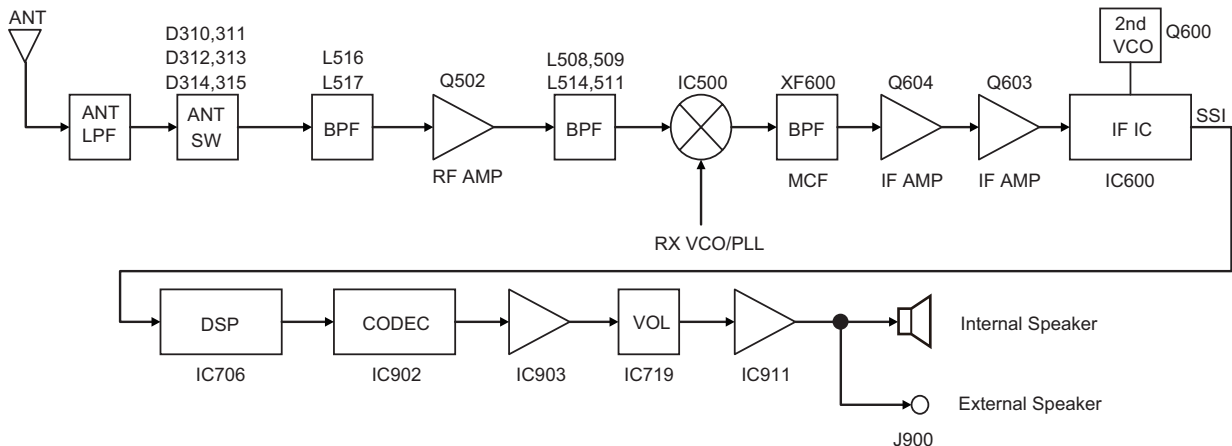 ANT
D310,311
D312,313
D314,315
L516
L517
Q502
L508,509
L514,511
IC500
XF600
Q604
Q603
2nd
VCO
Q600
ANT
LPF
ANT
SW
BPF
BPF
BPF
IF IC
SSI
RF AMP
MCF
IF AMP
IF AMP
IC600
RX VCO/PLL
DSP
CODEC
VOL
Internal Speaker
IC706
IC902
IC903
IC719
IC911
External Speaker
J900